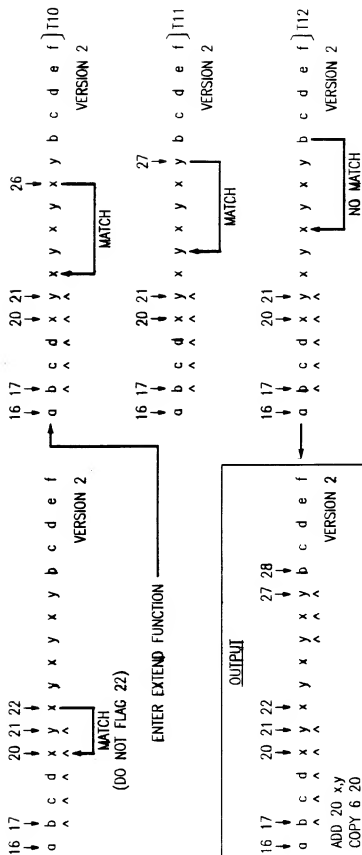 16 17 20 21 22
a b c d x y x y x y x y b c d e f
^ ^ ^ ^ ^
VERSION 2
MATCH
(DO NOT FLAG 22)
ENTER EXTEND FUNCTION
16 17 20 21 26
a b c d x y x y x y x y b c d e f }T10
^ ^ ^ ^ ^
VERSION 2
MATCH
16 17 20 21 27
a b c d x y x y x y x y b c d e f }T11
^ ^ ^ ^ ^
VERSION 2
MATCH
16 17 20 21
a b c d x y x y x y x y b c d e f }T12
^ ^ ^ ^ ^
VERSION 2
NO MATCH
OUTPUT
16 17 20 21 22 27 28
a b c d x y x y x y x y b c d e f
^ ^ ^ ^ ^ ^ ^ ^
VERSION 2
ADD 20 x,y
COPY 6 20